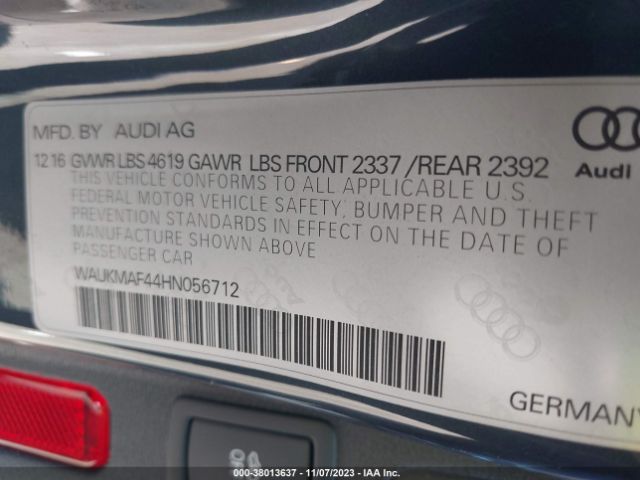 MFD. BY AUDI AG
12 16 GVWR LBS 4619 GAWR LBS FRONT 2337 / REAR 2392
THIS VEHICLE CONFORMS TO ALL APPLICABLE U.S.
FEDERAL MOTOR VEHICLE SAFETY, BUMPER AND THEFT
PREVENTION STANDARDS IN EFFECT ON THE DATE OF
MANUFACTURE SHOWN ABOVE
PASSENGER CAR
WAUKMAF44HN056712
Audi
GERMANY
000-38013637 - 11/07/2023 - IAA Inc.